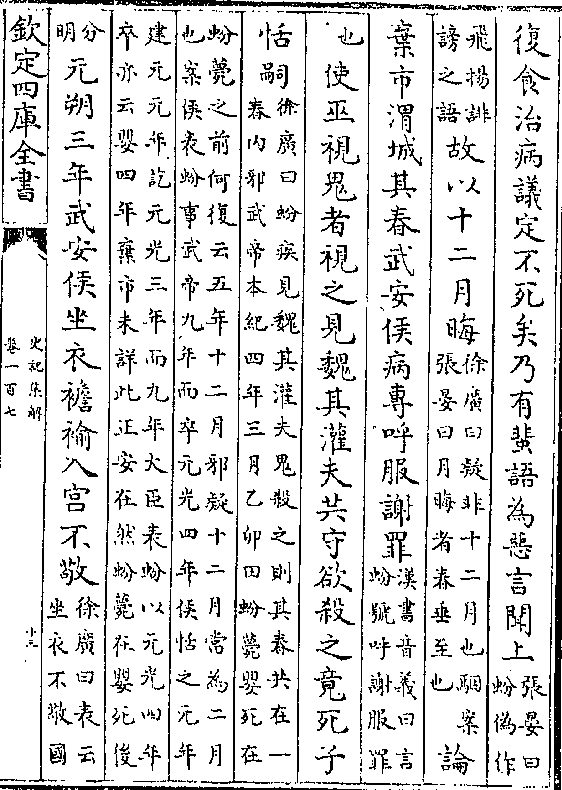 復食治病議定不死矣乃有蜚語為惡言聞上張晏曰蚡偽作
飛揚誹謗之語故以十二月晦徐廣曰疑非十二月也駰案張晏曰月晦者春垂至也論
棄市渭城其春武安侯病專呼服謝罪漢書音義曰言蚡號呼謝服罪
也使巫視鬼者視之見魏其灌夫共守欲殺之竟死子
恬嗣徐廣曰蚡疾見魏其灌夫鬼殺之則其春共在一春内邪武帝本紀四年三月乙卯田蚡薨嬰死在
蚡薨之前何復云五年十二月邪疑十二月當為二月也案侯表蚡事武帝九年而卒元光四年侯恬之元年
建元元年訖元光三年而九年大臣表蚡以元光四年卒亦云嬰四年棄市未詳此正安在然蚡薨在嬰死後
分明元朔三年武安侯坐衣襜褕入宫不敬徐廣曰表云坐衣不敬國
欽定四庫全書
史記集解
卷一百七
十三